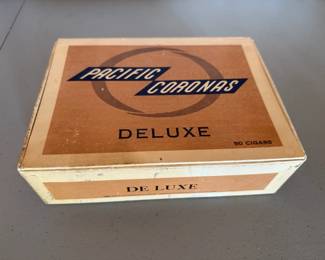 PACIFIC
CORONAS
DELUXE
50 CIGARS
DE LUXE